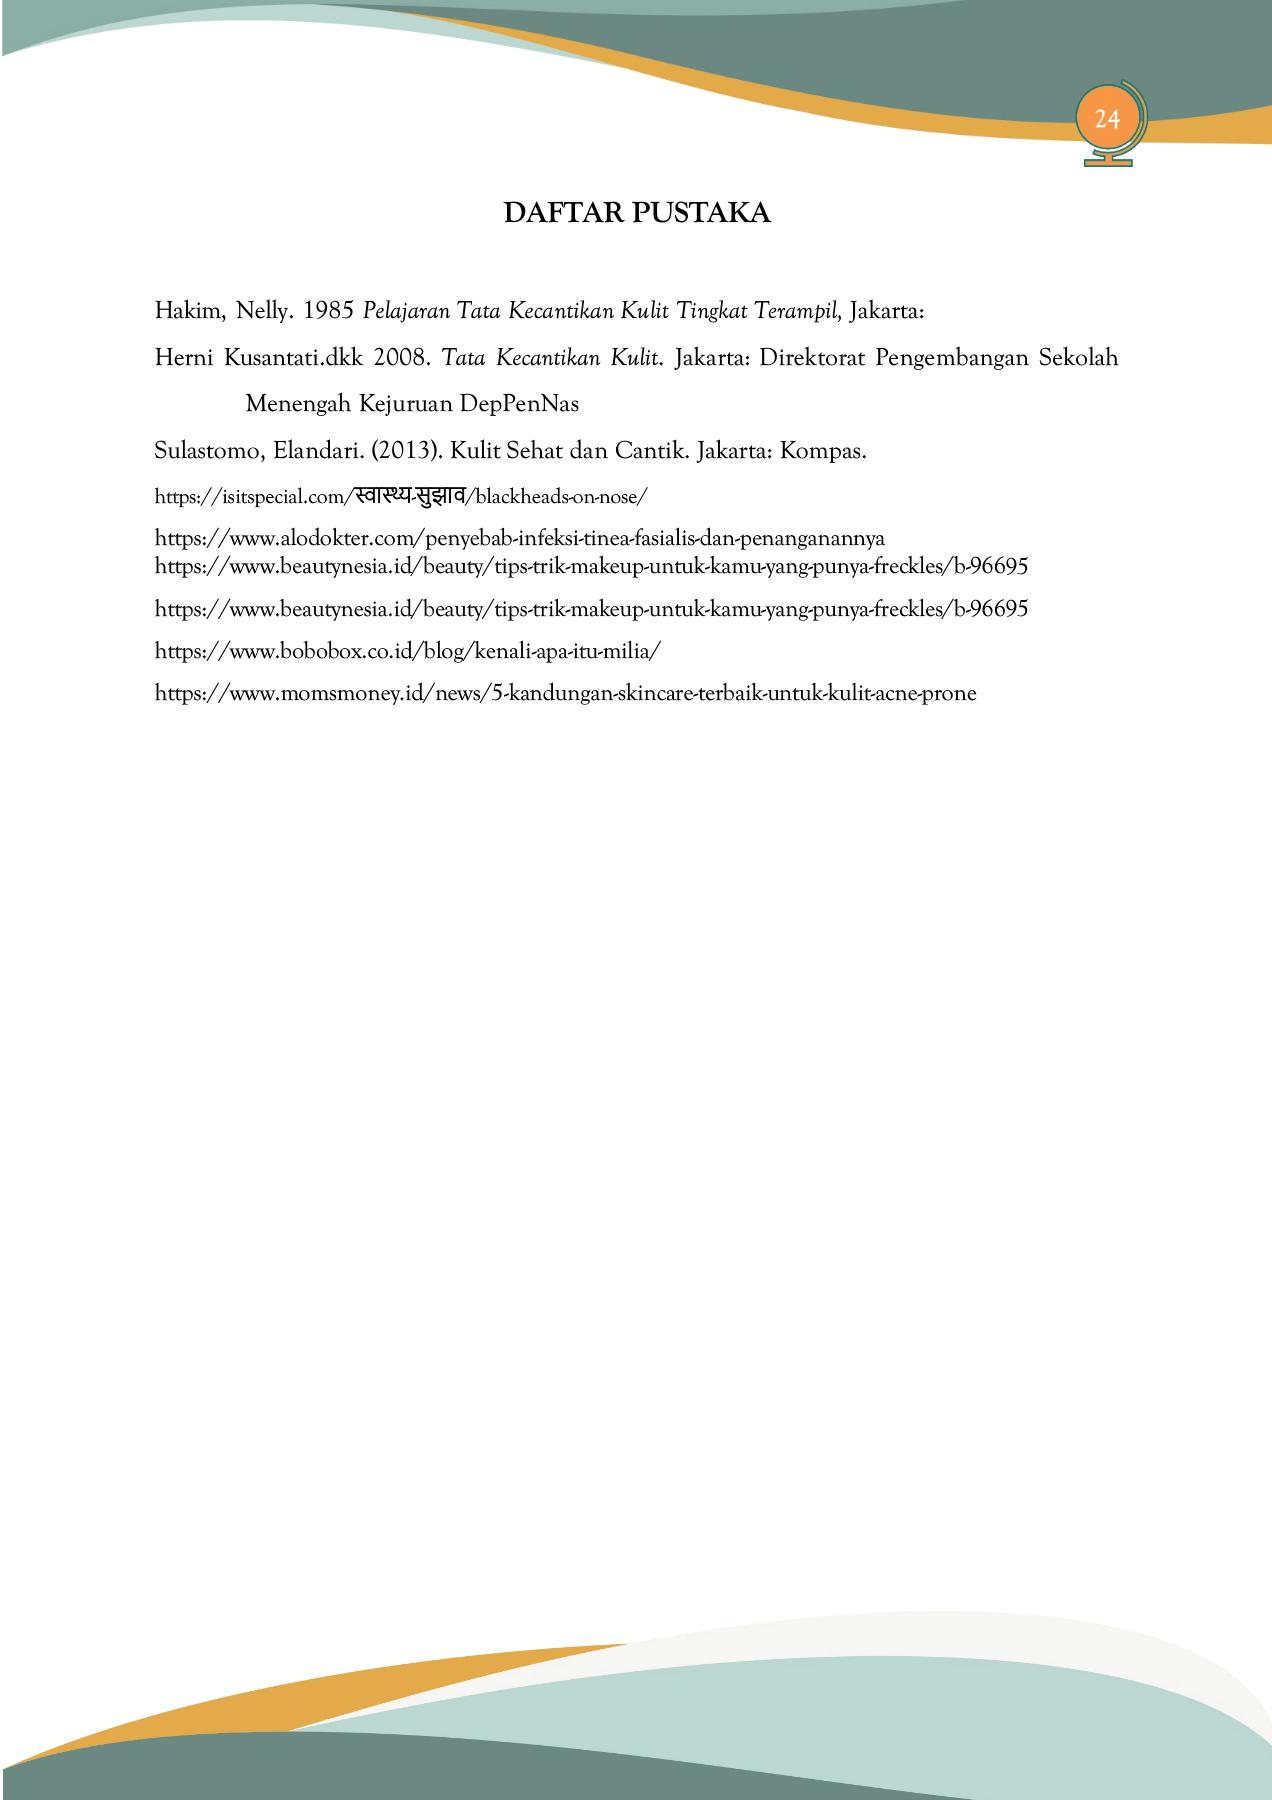 24
DAFTAR PUSTAKA
Hakim, Nelly. 1985 Pelajaran Tata Kecantikan Kulit Tingkat Terampil, Jakarta:
Herni Kusantati.dkk 2008. Tata Kecantikan Kulit. Jakarta: Direktorat Pengembangan Sekolah
Menengah Kejuruan DepPenNas
Sulastomo, Elandari. (2013). Kulit Sehat dan Cantik. Jakarta: Kompas.
https://isitspecial.com/स्वास्थ्य-सुझाव/blackheads-on-nose/
https://www.alodokter.com/penyebab-infeksi-tinea-fasialis-dan-penanganannya
https://www.beautynesia.id/beauty/tips-trik-makeup-untuk-kamu-yang-punya-freckles/b-96695
https://www.beautynesia.id/beauty/tips-trik-makeup-untuk-kamu-yang-punya-freckles/b-96695
https://www.bobobox.co.id/blog/kenali-apa-itu-milia/
https://www.momsmoney.id/news/5-kandungan-skincare-terbaik-untuk-kulit-acne-prone